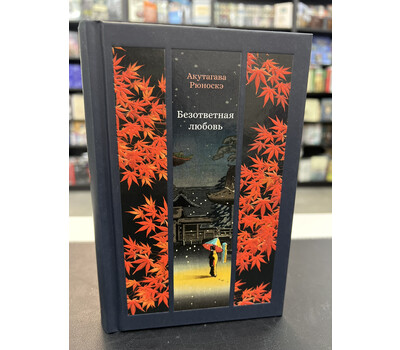 Акутагава
Рюноскэ
Безответная
любовь